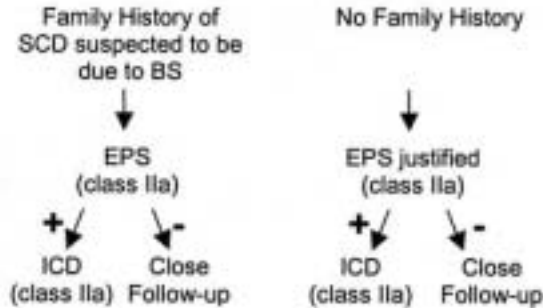 Family History of
SCD suspected to be
due to BS
EPS
(class IIa)
+
-
ICD
(class IIa)
Close
Follow-up
No Family History
EPS justified
(class IIa)
+
-
ICD
(class IIa)
Close
Follow-up